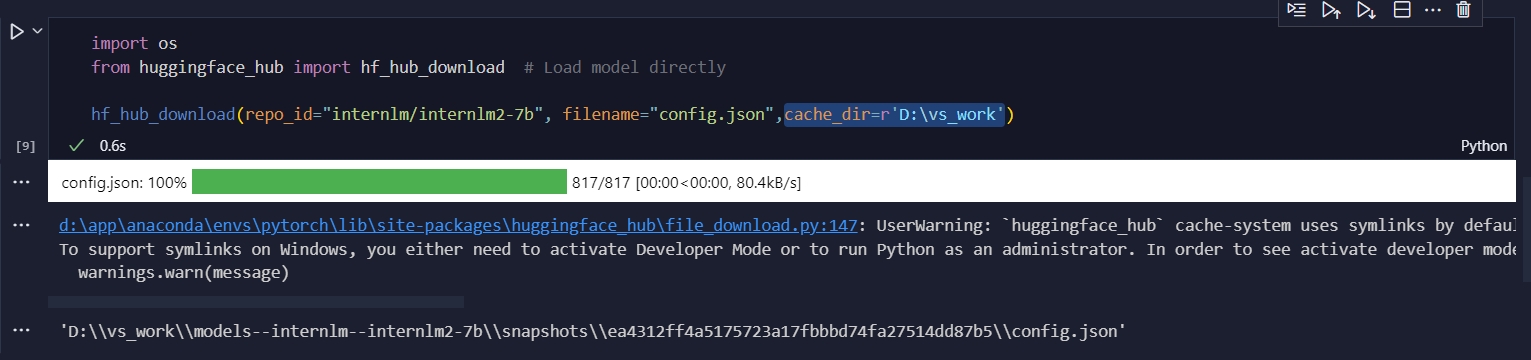 import os
from huggingface_hub import hf_hub_download  # Load model directly
hf_hub_download(repo_id="internlm/internlm2-7b", filename="config.json",cache_dir=r'D:\vs_work')
[9]
0.6s
Python
config.json: 100% 817/817 [00:00<00:00, 80.4kB/s]
d:\app\anaconda\envs\pytorch\lib\site-packages\huggingface_hub\file_download.py:147: UserWarning: `huggingface_hub` cache-system uses symlinks by defaul
To support symlinks on Windows, you either need to activate Developer Mode or to run Python as an administrator. In order to see activate developer mode
  warnings.warn(message)
'D:\\vs_work\\models--internlm--internlm2-7b\\snapshots\\ea4312ff4a5175723a17fbbbd74fa27514dd87b5\\config.json'